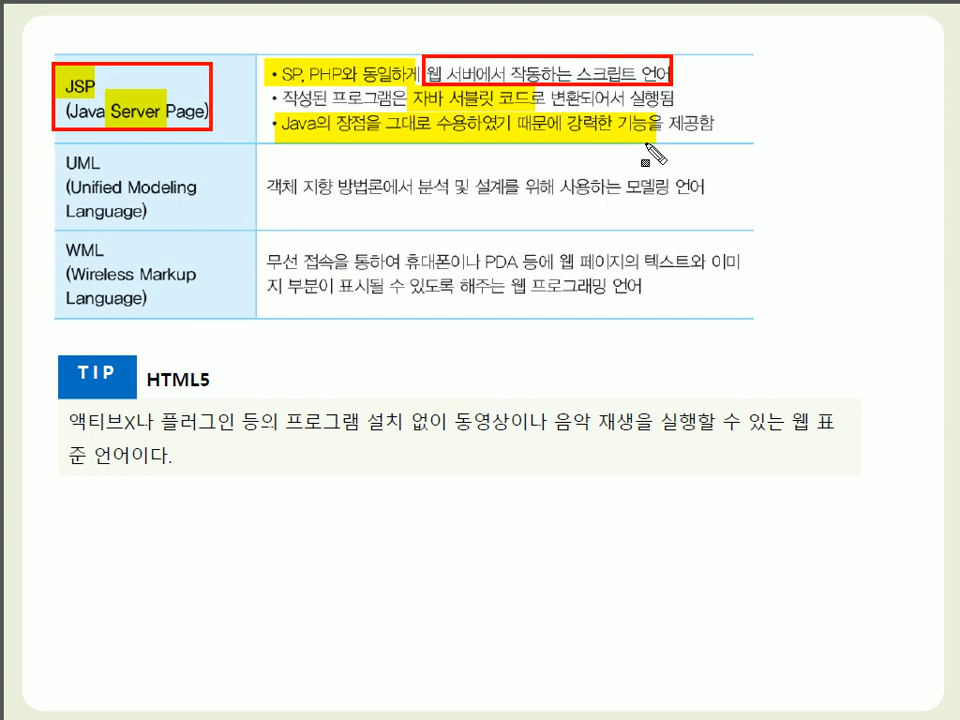 JSP
(Java Server Page)
• SP, PHP와 동일하게 웹 서버에서 작동하는 스크립트 언어
• 작성된 프로그램은 자바 서블릿 코드로 변환되어서 실행됨
• Java의 장점을 그대로 수용하였기 때문에 강력한 기능을 제공함
UML
(Unified Modeling
Language)
객체 지향 방법론에서 분석 및 설계를 위해 사용하는 모델링 언어
WML
(Wireless Markup
Language)
무선 접속을 통하여 휴대폰이나 PDA 등에 웹 페이지의 텍스트와 이미
지 부분이 표시될 수 있도록 해주는 웹 프로그래밍 언어
TIP
HTML5
액티브X나 플러그인 등의 프로그램 설치 없이 동영상이나 음악 재생을 실행할 수 있는 웹 표
준 언어이다.